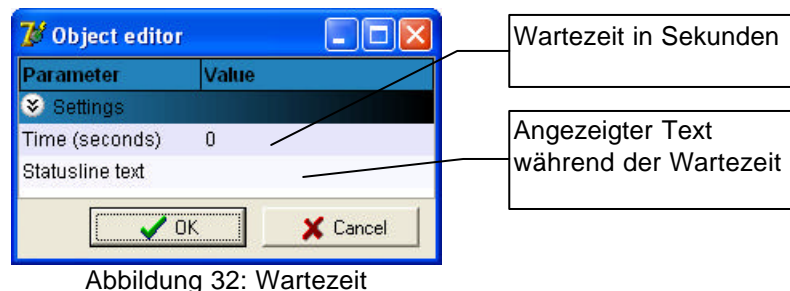 Object editor
Parameter Value
Settings
Time (seconds) 0
Statusline text
OK Cancel
Wartezeit in Sekunden
Angezeigter Text
während der Wartezeit
Abbildung 32: Wartezeit